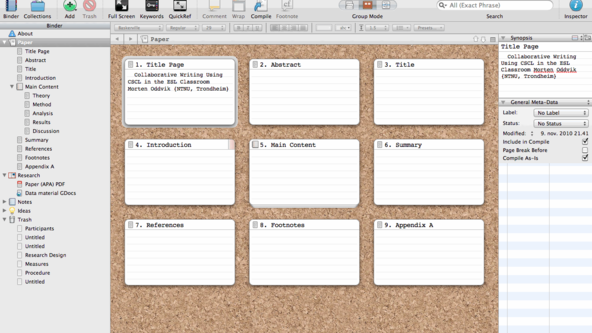 Binder
Collections
Add
Trash
Full Screen
Keywords
QuickRef
Comment
Wrap
Compile
Footnote
Group Mode
All (Exact Phrase)
Search
Inspector
Binder
About
Paper
Title Page
Abstract
Title
Introduction
Main Content
Theory
Method
Analysis
Results
Discussion
Summary
References
Footnotes
Appendix A
Research
Paper (APA) PDF
Data material GDocs
Notes
Ideas
Trash
Participants
Untitled
Untitled
Research Design
Measures
Procedure
Untitled
Regular
1.5
Presets...
Paper
1. Title Page
Collaborative Writing Using
CSCL in the ESL Classroom
Morten Oddvik (NTNU, Trondheim)
2. Abstract
3. Title
4. Introduction
5. Main Content
6. Summary
7. References
8. Footnotes
9. Appendix A
Synopsis
Title Page
Collaborative Writing
Using CSCL in the ESL
Classroom Morten Oddvik
(NTNU, Trondheim)
General Meta-Data
Label: No Label
Status: No Status
Modified: 9. nov. 2010 21.41
Include in Compile
Page Break Before
Compile As-Is